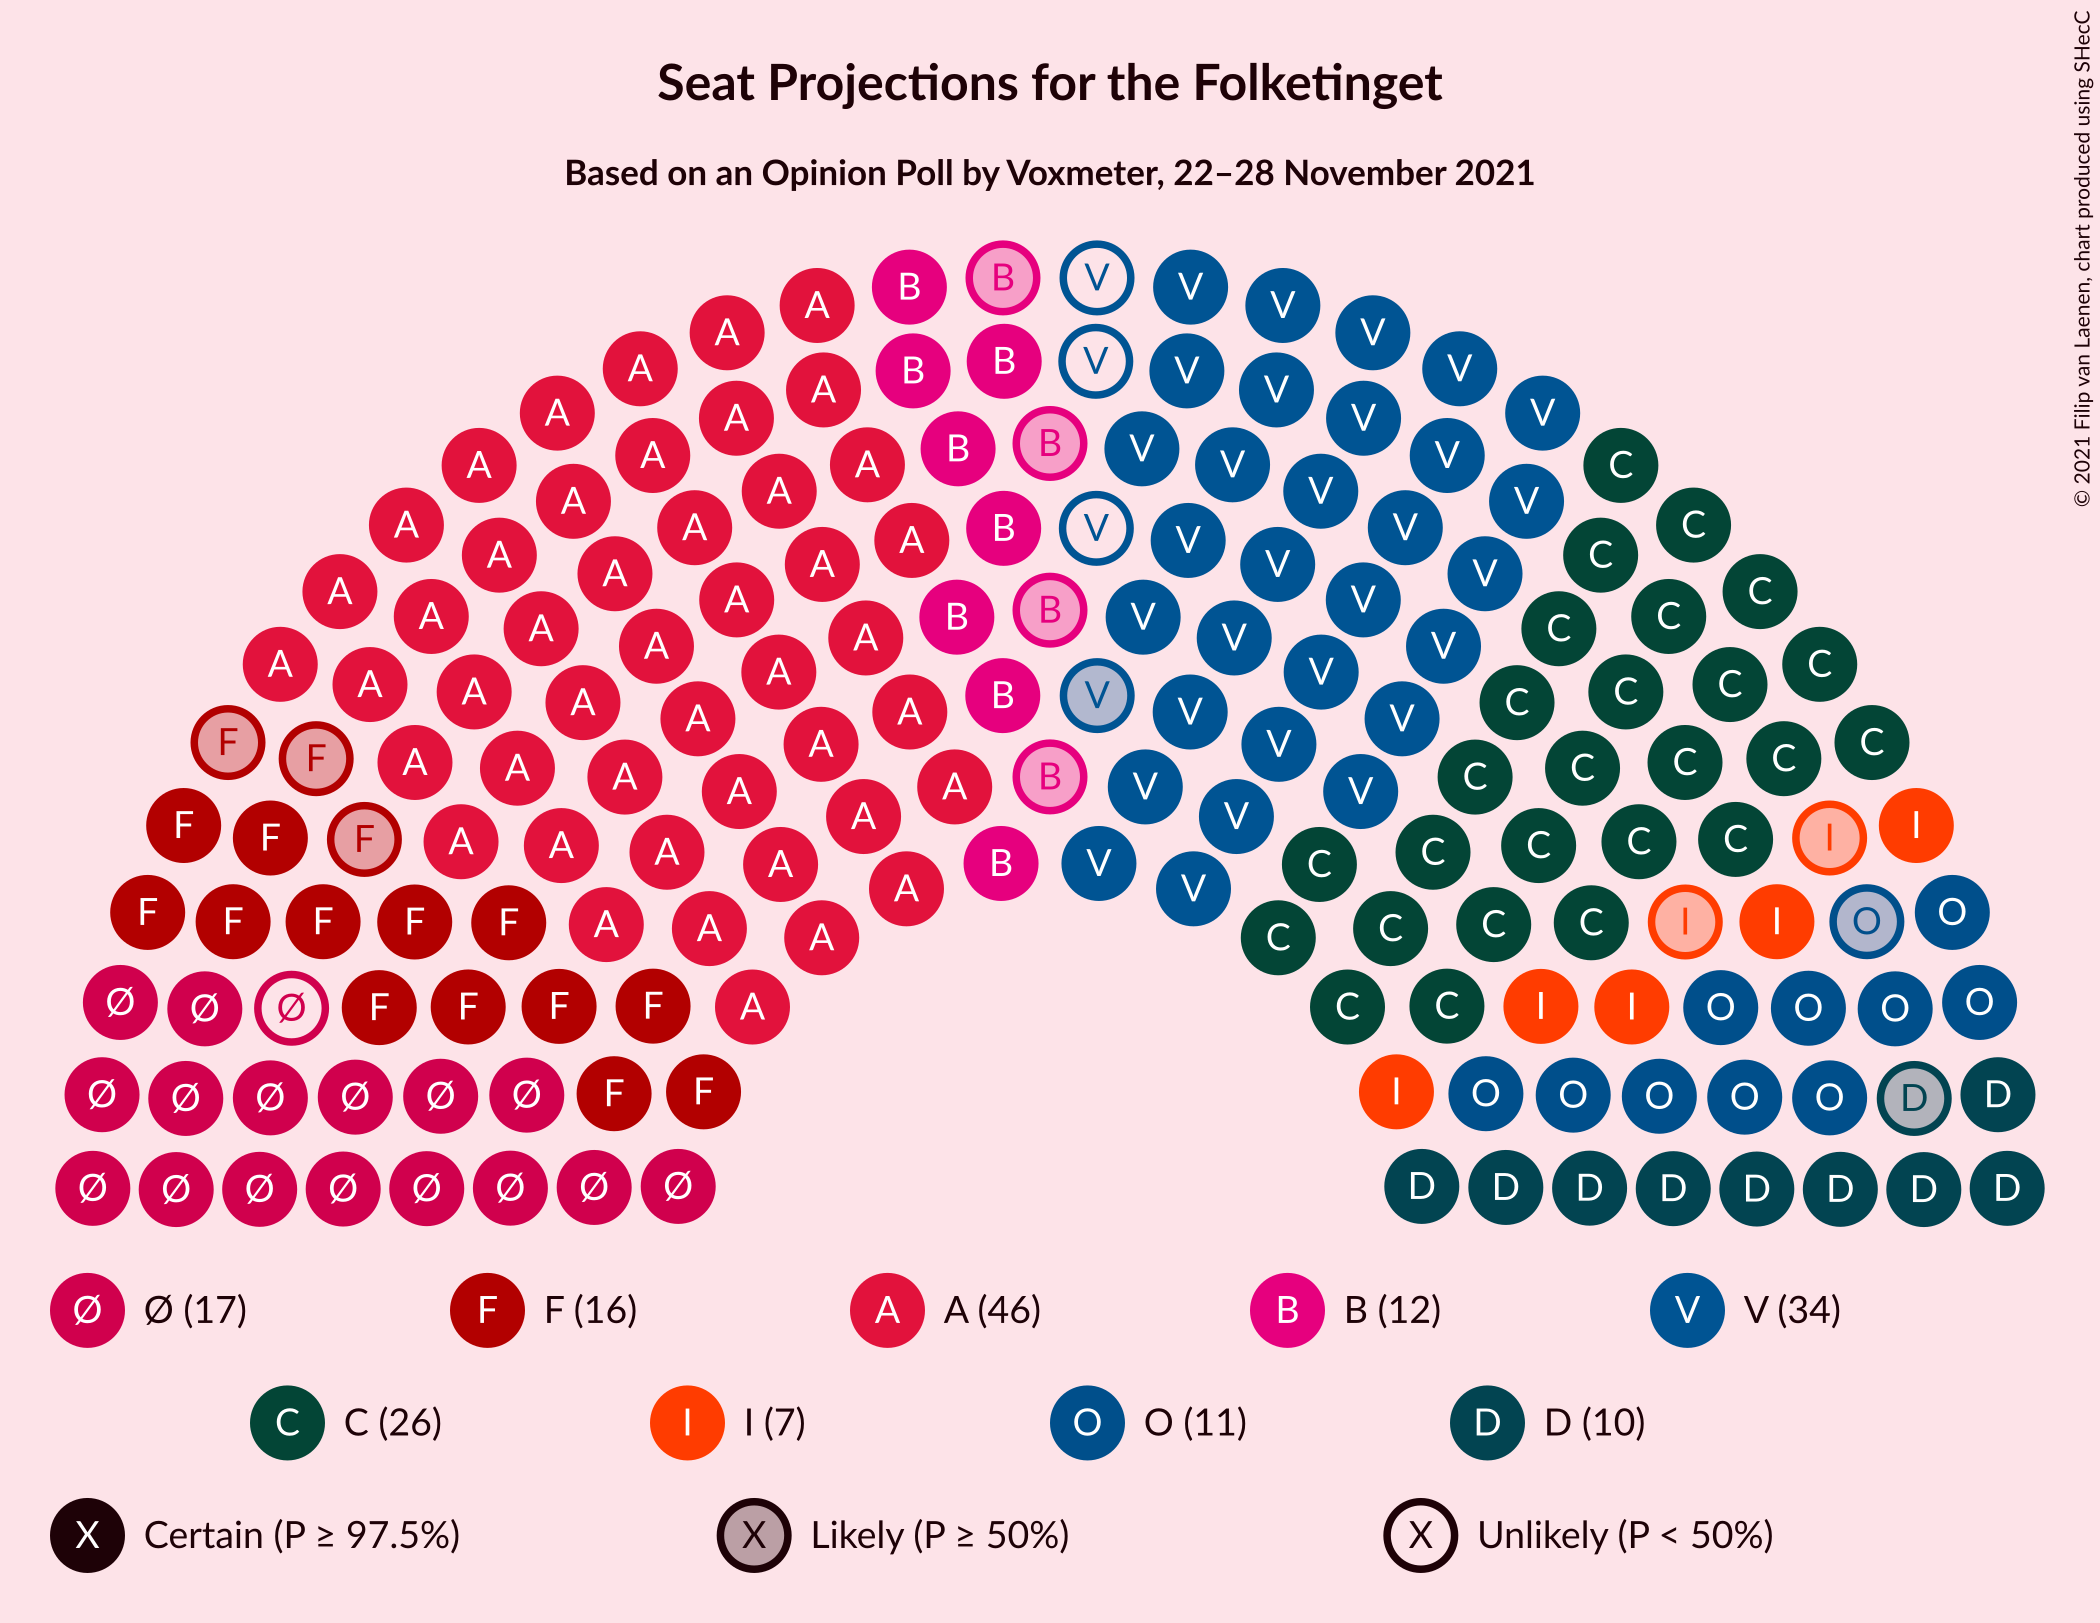 Seat Projections for the Folketinget
Based on an Opinion Poll by Voxmeter, 22–28 November 2021
© 2021 Filip van Laenen, chart produced using SHecC
A B B V V V
A A B B V V V V
A A A V V V
A A A B B V V V C
A A V V
A A A B V V V C
A A A V V C
A A A B B V V C C
A A A V V C
A A A A A B V V C C C C
A A V V
F F A A A A A A B V V V C C C C C
F F F A A A A A B V V C C C C C I I
F F F F F A A A A V C C C C I I O O
Ø Ø Ø F F F F A C C I I O O O O
Ø Ø Ø Ø Ø Ø F F I O O O O O D D
Ø Ø Ø Ø Ø Ø Ø Ø D D D D D D D D
Ø Ø (17) F F (16) A A (46) B B (12) V V (34)
C C (26) I I (7) O O (11) D D (10)
X Certain (P ≥ 97.5%) X Likely (P ≥ 50%) X Unlikely (P < 50%)